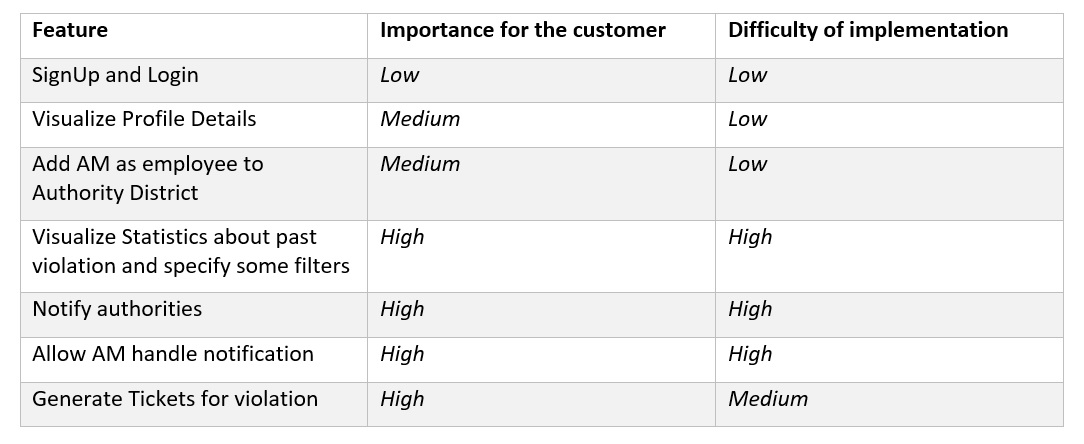 Feature Importance for the customer Difficulty of implementation
SignUp and Login Low Low
Visualize Profile Details Medium Low
Add AM as employee to Medium Low
Authority District
Visualize Statistics about past High High
violation and specify some filters
Notify authorities High High
Allow AM handle notification High High
Generate Tickets for violation High Medium